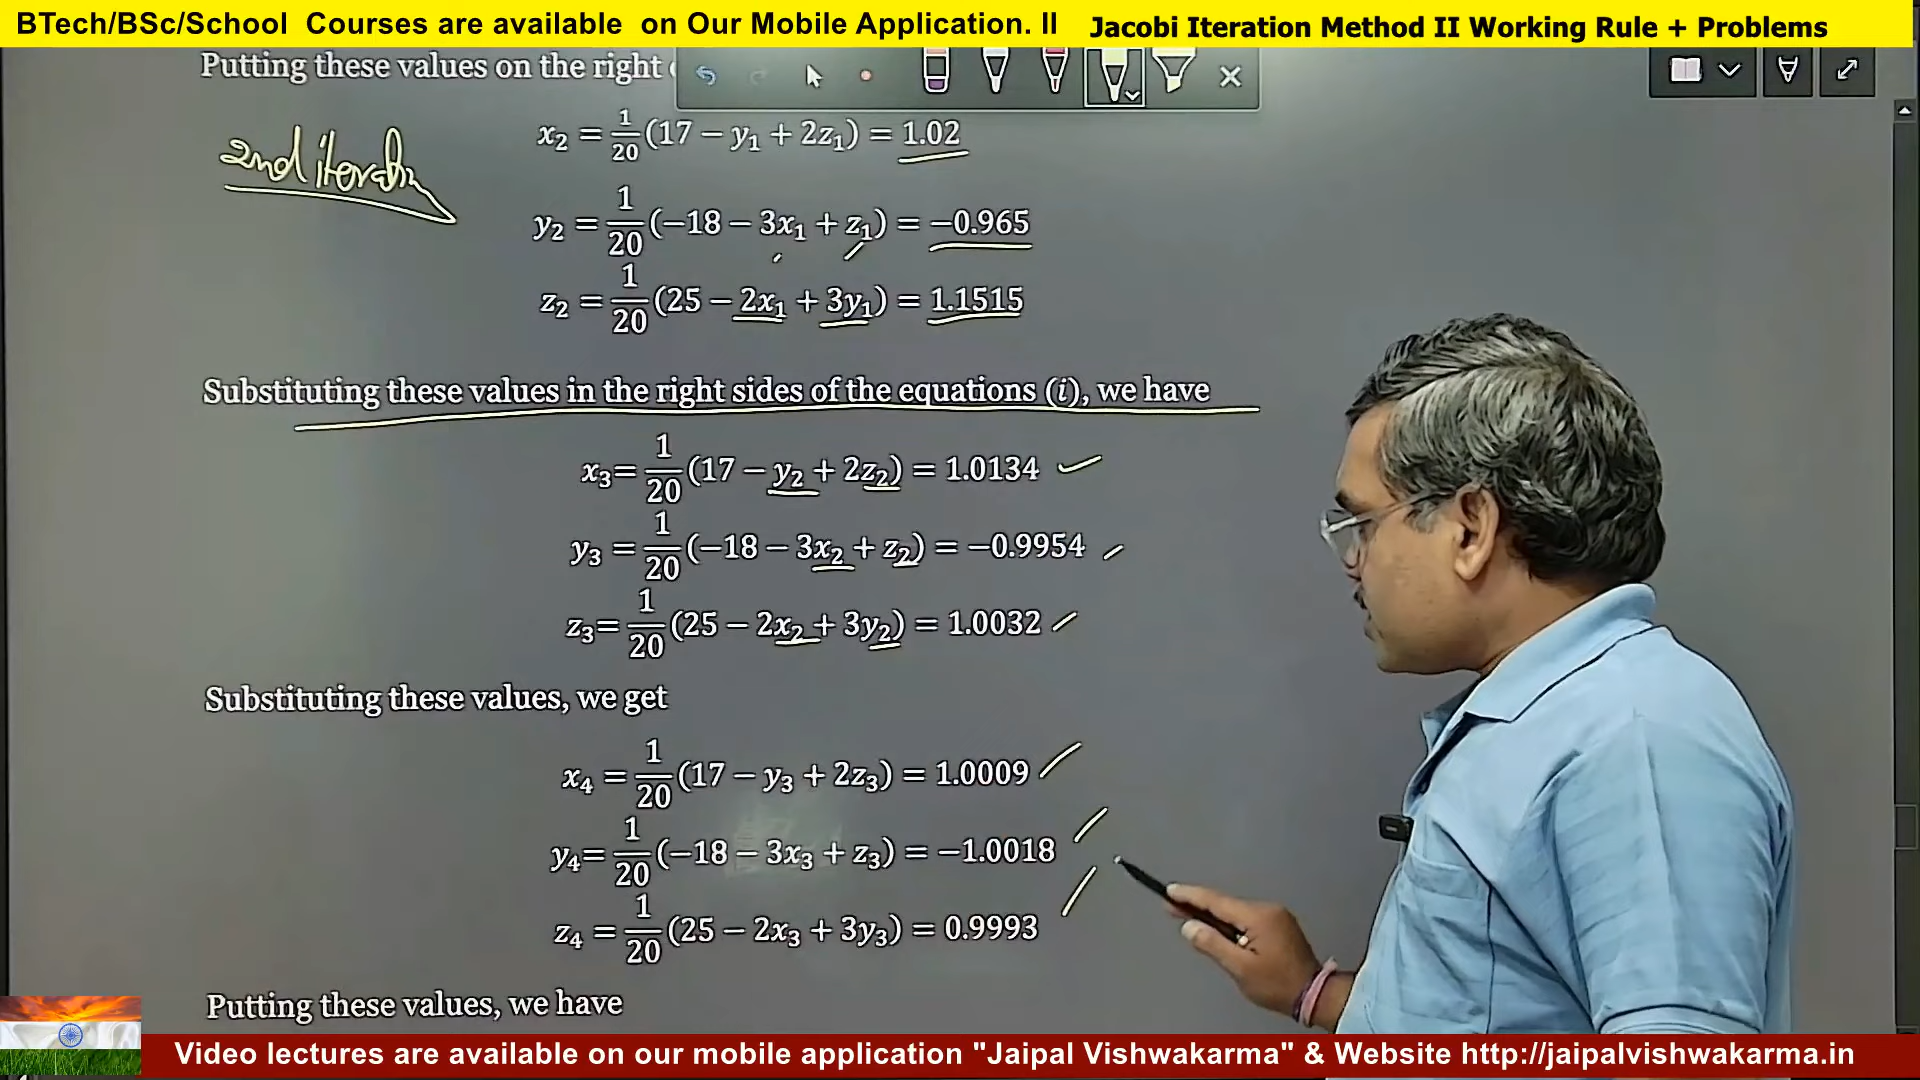 BTech/BSc/School Courses are available on Our Mobile Application. II Jacobi Iteration Method II Working Rule + Problems
Putting these values on the right
2nd iteration
x₂ = 1/20 (17 − y₁ + 2z₁) = 1.02
y₂ = 1/20 (−18 − 3x₁ + z₁) = −0.965
z₂ = 1/20 (25 − 2x₁ + 3y₁) = 1.1515
Substituting these values in the right sides of the equations (i), we have
x₃= 1/20 (17 − y₂ + 2z₂) = 1.0134
y₃ = 1/20 (−18 − 3x₂ + z₂) = −0.9954
z₃= 1/20 (25 − 2x₂ + 3y₂) = 1.0032
Substituting these values, we get
x₄ = 1/20 (17 − y₃ + 2z₃) = 1.0009
y₄= 1/20 (−18 − 3x₃ + z₃) = −1.0018
z₄ = 1/20 (25 − 2x₃ + 3y₃) = 0.9993
Putting these values, we have
Video lectures are available on our mobile application "Jaipal Vishwakarma" & Website http://jaipalvishwakarma.in